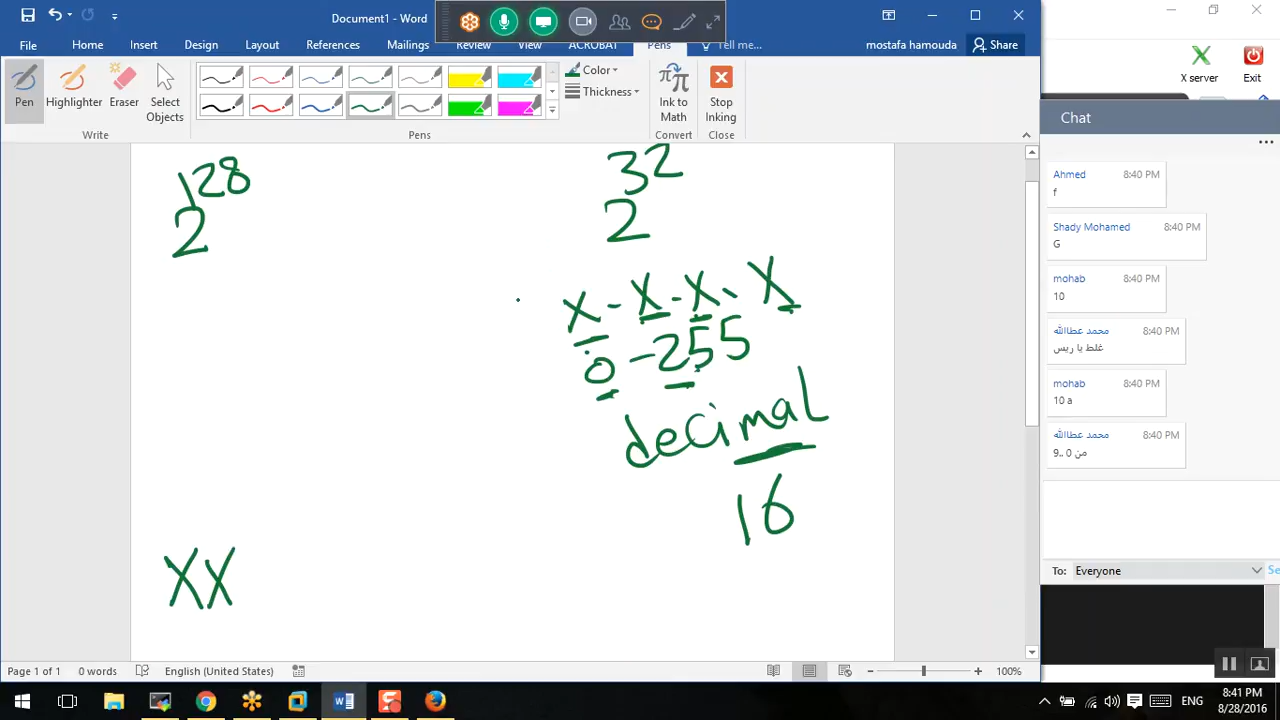 Document1 - Word
File Home Insert Design Layout References Mailings Review View ACROBAT Pens Tell me...
mostafa hamouda Share
X server Exit
Pen Highlighter Eraser Select Objects
Color
Thickness
Ink to Math
Stop Inking
Write Pens Convert Close
Chat
Ahmed 8:40 PM
f
Shady Mohamed 8:40 PM
G
mohab 8:40 PM
10
محمد عطاالله 8:40 PM
غلط يا ريس
mohab 8:40 PM
10 a
محمد عطاالله 8:40 PM
من 0 ..9
To: Everyone
128
2
32
2
X - X - X - X
0 - 255
decimal
16
XX
Page 1 of 1 0 words English (United States) 100%
ENG 8:41 PM
8/28/2016